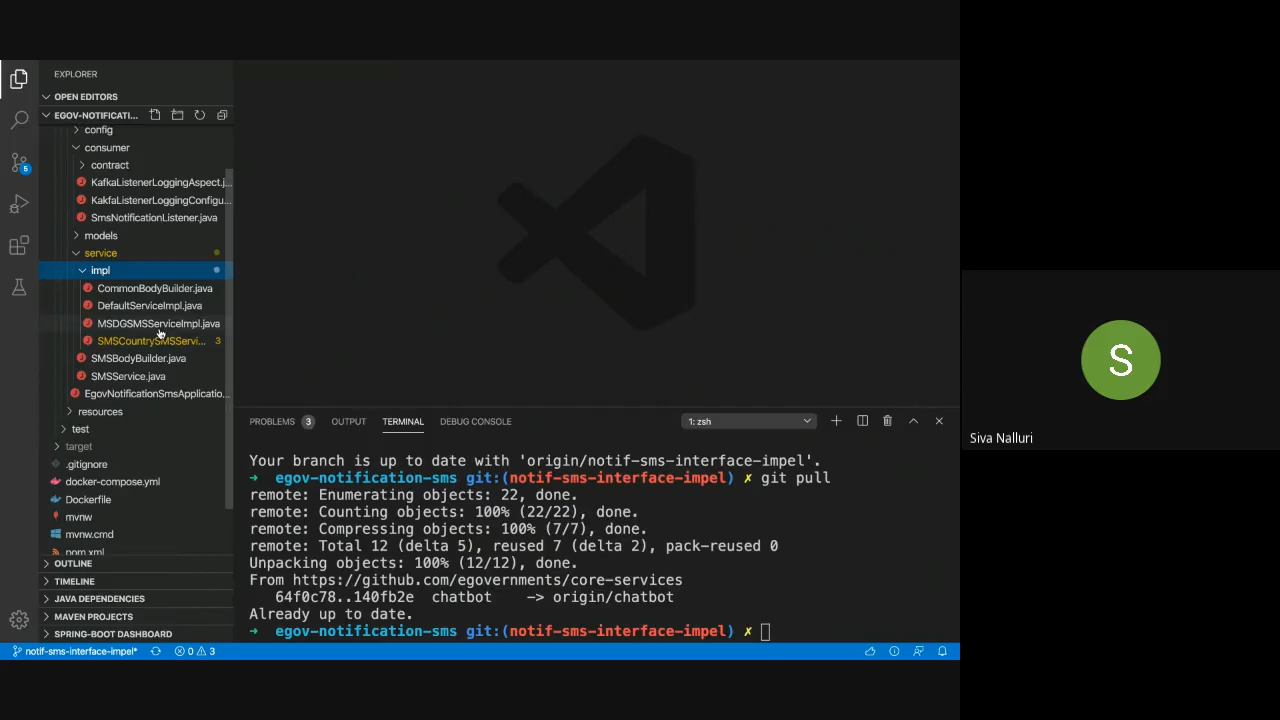 EXPLORER
OPEN EDITORS
EGOV-NOTIFICATI...
config
consumer
contract
KafkaListenerLoggingAspect.j...
KakfaListenerLoggingConfigu...
SmsNotificationListener.java
models
service
impl
CommonBodyBuilder.java
DefaultServiceImpl.java
MSDGSMSServiceImpl.java
SMSCountrySMSServi... 3
SMSBodyBuilder.java
SMSService.java
EgovNotificationSmsApplicatio...
resources
test
target
.gitignore
docker-compose.yml
Dockerfile
mvnw
mvnw.cmd
pom.xml
OUTLINE
TIMELINE
JAVA DEPENDENCIES
MAVEN PROJECTS
SPRING-BOOT DASHBOARD
5
PROBLEMS 3 OUTPUT TERMINAL DEBUG CONSOLE 1: zsh
Your branch is up to date with 'origin/notif-sms-interface-impel'.
→ egov-notification-sms git:(notif-sms-interface-impel) ✗ git pull
remote: Enumerating objects: 22, done.
remote: Counting objects: 100% (22/22), done.
remote: Compressing objects: 100% (7/7), done.
remote: Total 12 (delta 5), reused 7 (delta 2), pack-reused 0
Unpacking objects: 100% (12/12), done.
From https://github.com/egovernments/core-services
64f0c78..140fb2e chatbot -> origin/chatbot
Already up to date.
→ egov-notification-sms git:(notif-sms-interface-impel) ✗
notif-sms-interface-impel* 0 3
S
Siva Nalluri